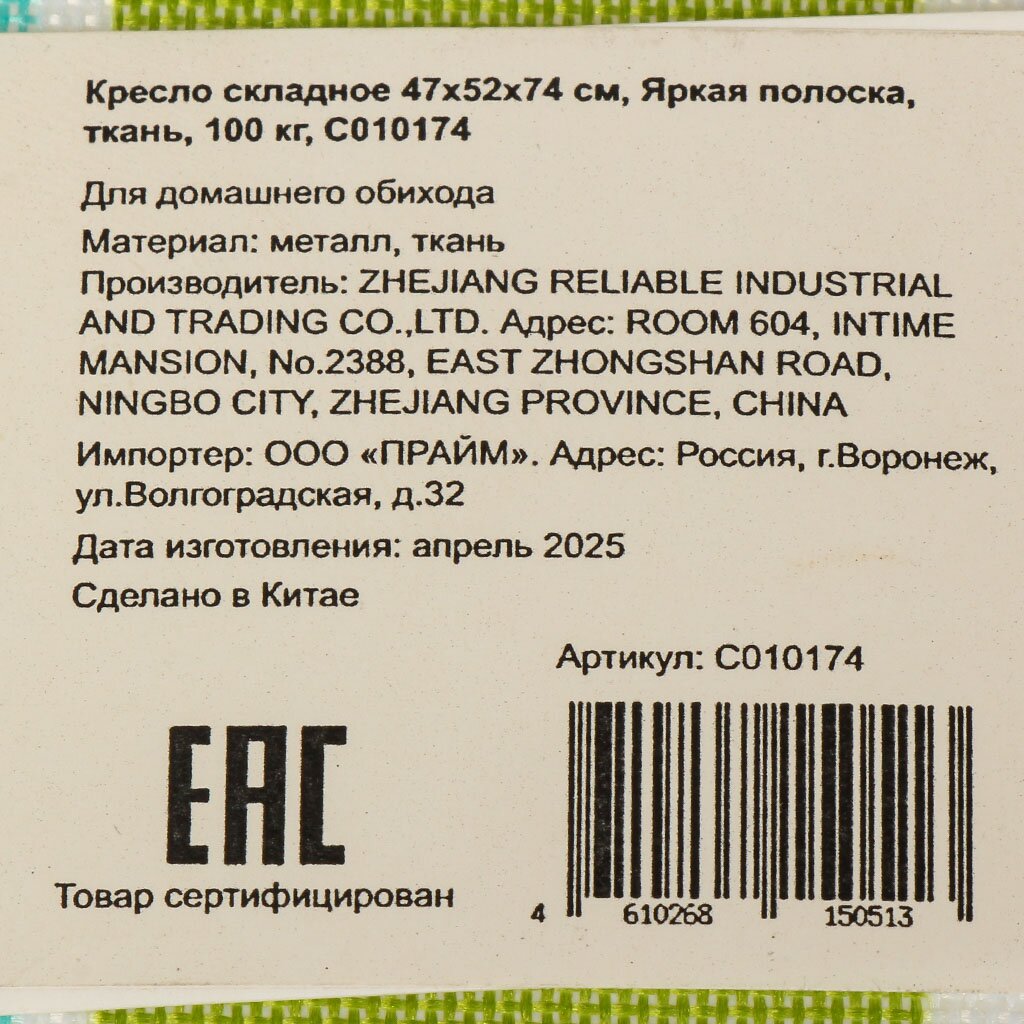 Кресло складное 47х52х74 см, Яркая полоска,
ткань, 100 кг, С010174
Для домашнего обихода
Материал: металл, ткань
Производитель: ZHEJIANG RELIABLE INDUSTRIAL
AND TRADING CO.,LTD. Адрес: ROOM 604, INTIME
MANSION, No.2388, EAST ZHONGSHAN ROAD,
NINGBO CITY, ZHEJIANG PROVINCE, CHINA
Импортер: ООО «ПРАЙМ». Адрес: Россия, г.Воронеж,
ул.Волгоградская, д.32
Дата изготовления: апрель 2025
Сделано в Китае
Артикул: С010174
EAC
Товар сертифицирован
4 610268 150513